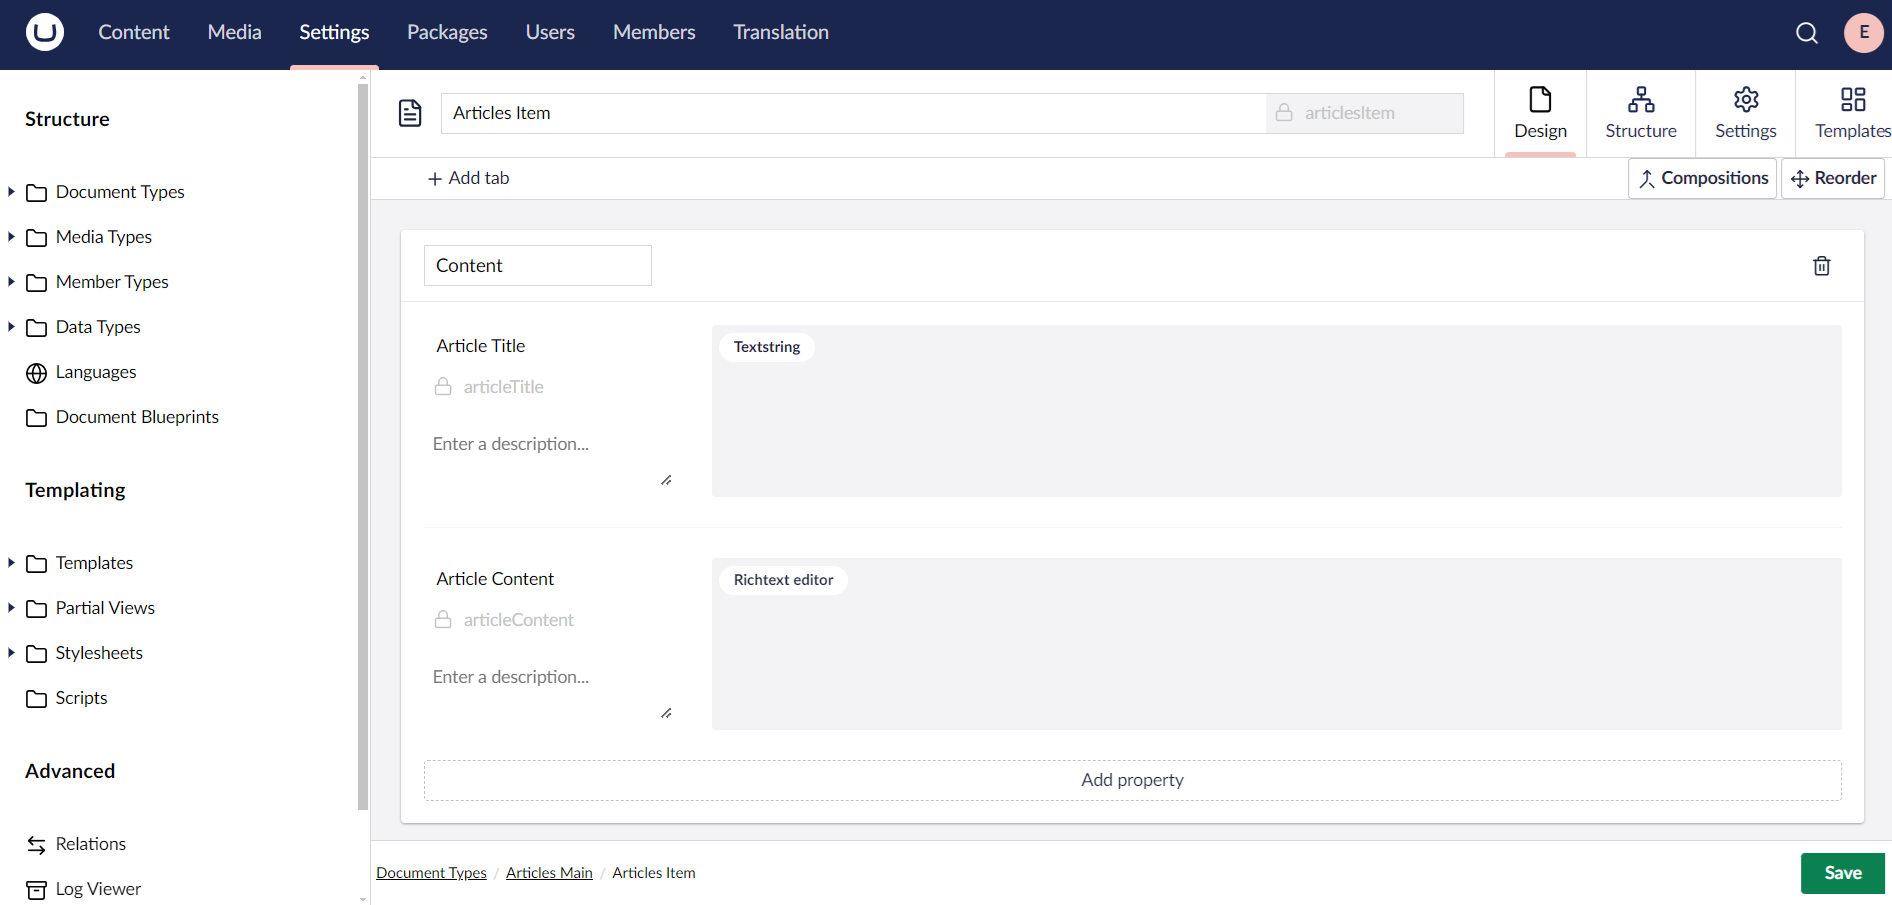 Content Media Settings Packages Users Members Translation E
Structure
Document Types
Media Types
Member Types
Data Types
Languages
Document Blueprints
Templating
Templates
Partial Views
Stylesheets
Scripts
Advanced
Relations
Log Viewer
Articles Item articlesItem
Design Structure Settings Templates
Add tab Compositions Reorder
Content
Article Title Textstring
articleTitle
Enter a description...
Article Content Richtext editor
articleContent
Enter a description...
Add property
Document Types / Articles Main / Articles Item Save